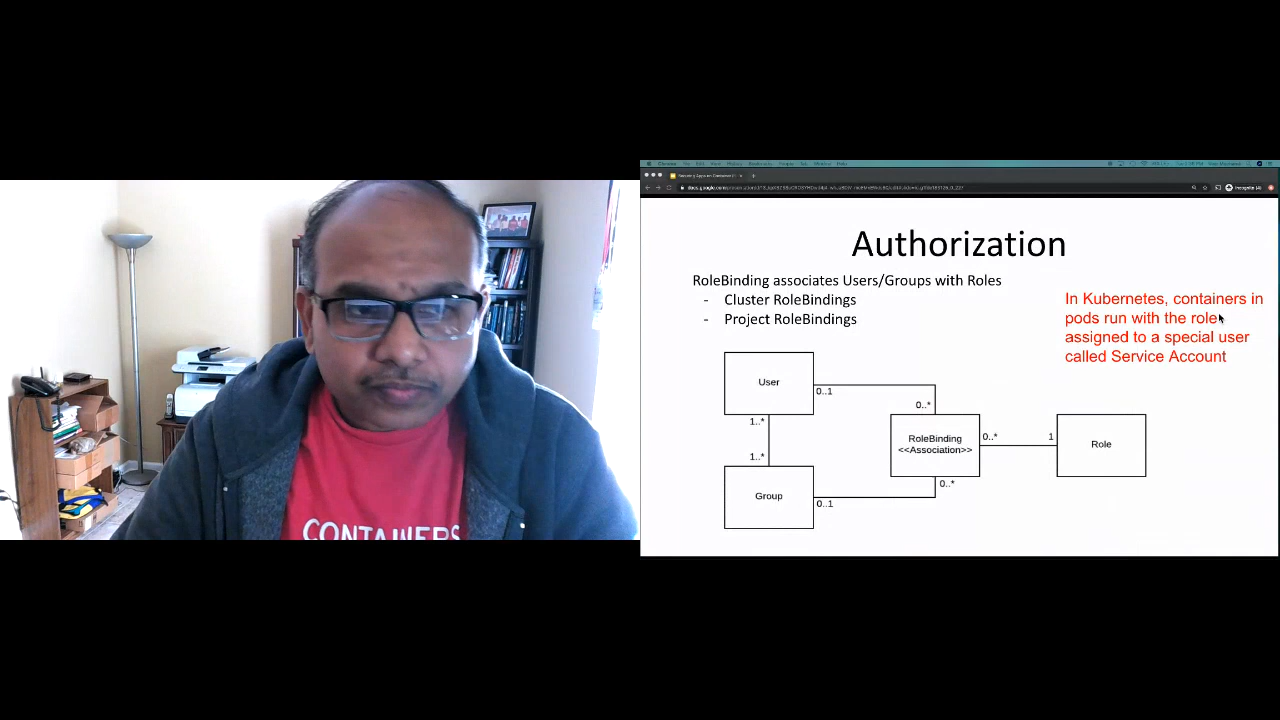 CONTAINERS
Authorization
RoleBinding associates Users/Groups with Roles
- Cluster RoleBindings
- Project RoleBindings
In Kubernetes, containers in
pods run with the role
assigned to a special user
called Service Account
User
0..1
0..*
1..*
RoleBinding
<<Association>>
0..*
1
Role
1..*
Group
0..1
0..*